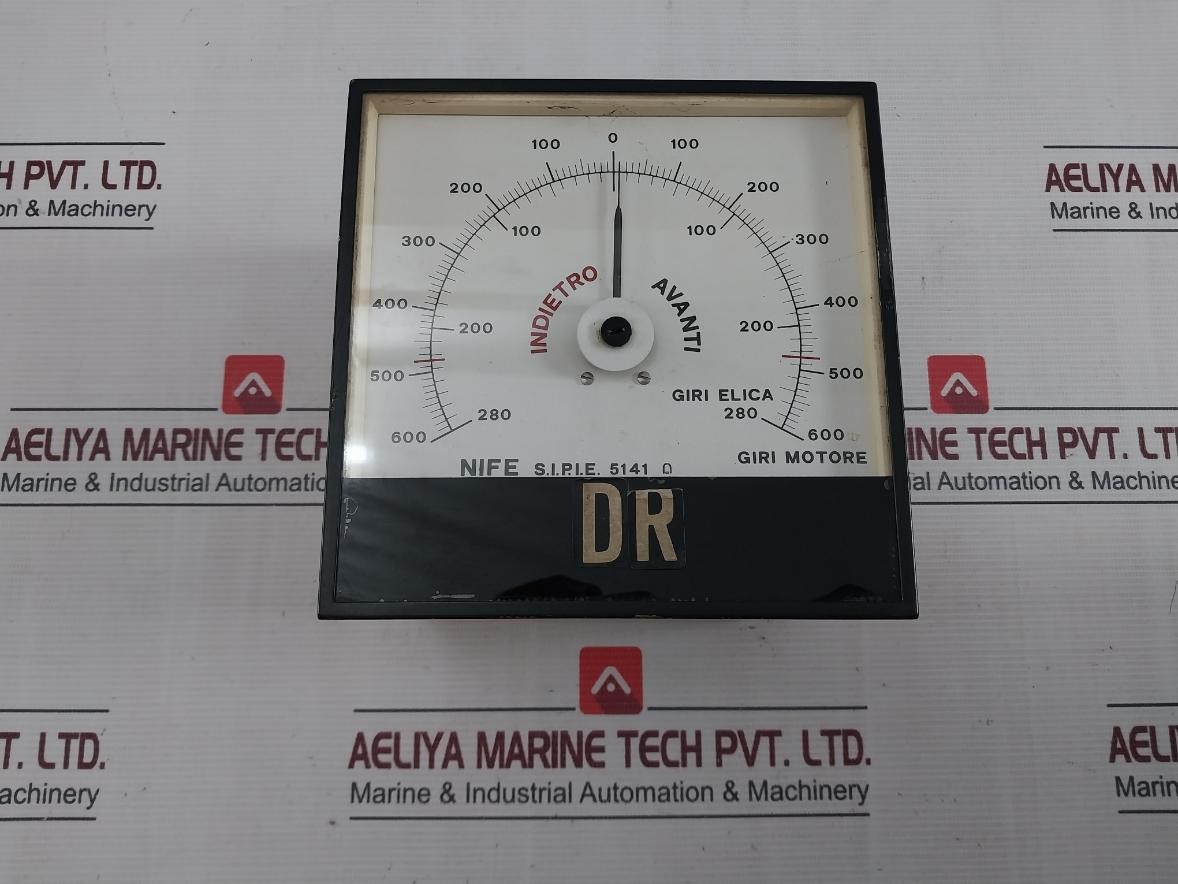 H PVT. LTD.
on & Machinery
AELIYA M
Marine & Ind
100 0 100
200 200
100 100
300 300
INDIETRO AVANTI
400 400
200 200
500 500
GIRI ELICA
280 280
600 600
GIRI MOTORE
NIFE S.I.P.I.E. 5141 Ω
DR
AELIYA MARINE TECH
Marine & Industrial Automatio
NE TECH PVT. LT
ial Automation & Machine
T. LTD.
achinery
AELIYA MARINE TECH PVT. LTD.
Marine & Industrial Automation & Machinery
AELI
Marin